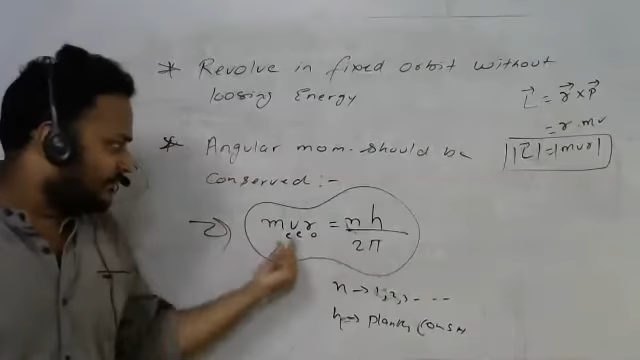 * Revolve in fixed orbit without
loosing Energy
* Angular mom. should be
conserved :-
mvr = nh
2π
n → 1, 2, 3 - - -
h → planks cons
L⃗ = r⃗ × P⃗
= r. mv
|L⃗| = |mvr|